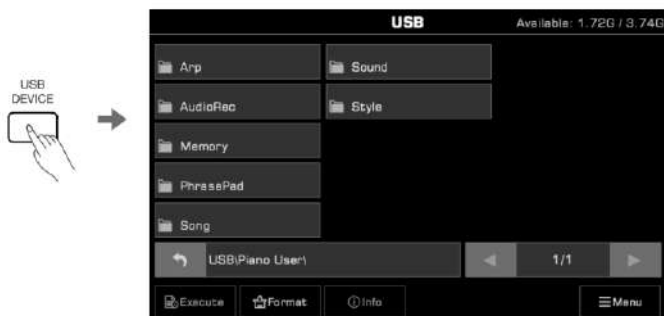 USB
DEVICE
USB
Available: 1.72G / 3.74G
Arp
Sound
AudioRec
Style
Memory
PhrasePad
Song
USB\Piano User\
1/1
Execute
Format
Info
Menu